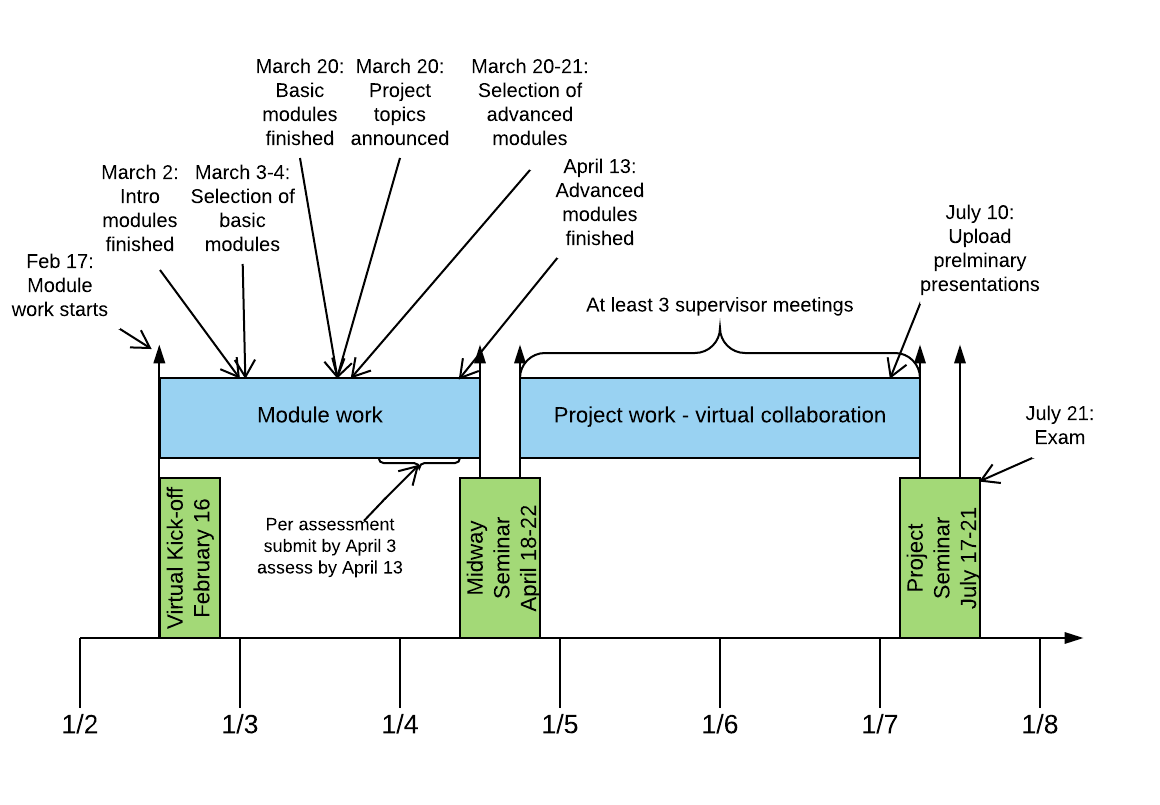 March 20:
Basic
modules
finished
March 20:
Project
topics
announced
March 20-21:
Selection of
advanced
modules
April 13:
Advanced
modules
finished
March 2:
Intro
modules
finished
March 3-4:
Selection of
basic
modules
Feb 17:
Module
work starts
July 10:
Upload
prelminary
presentations
At least 3 supervisor meetings
Module work
Project work - virtual collaboration
July 21:
Exam
Per assessment
submit by April 3
assess by April 13
Virtual Kick-off
February 16
Midway
Seminar
April 18-22
Project
Seminar
July 17-21
1/2
1/3
1/4
1/5
1/6
1/7
1/8